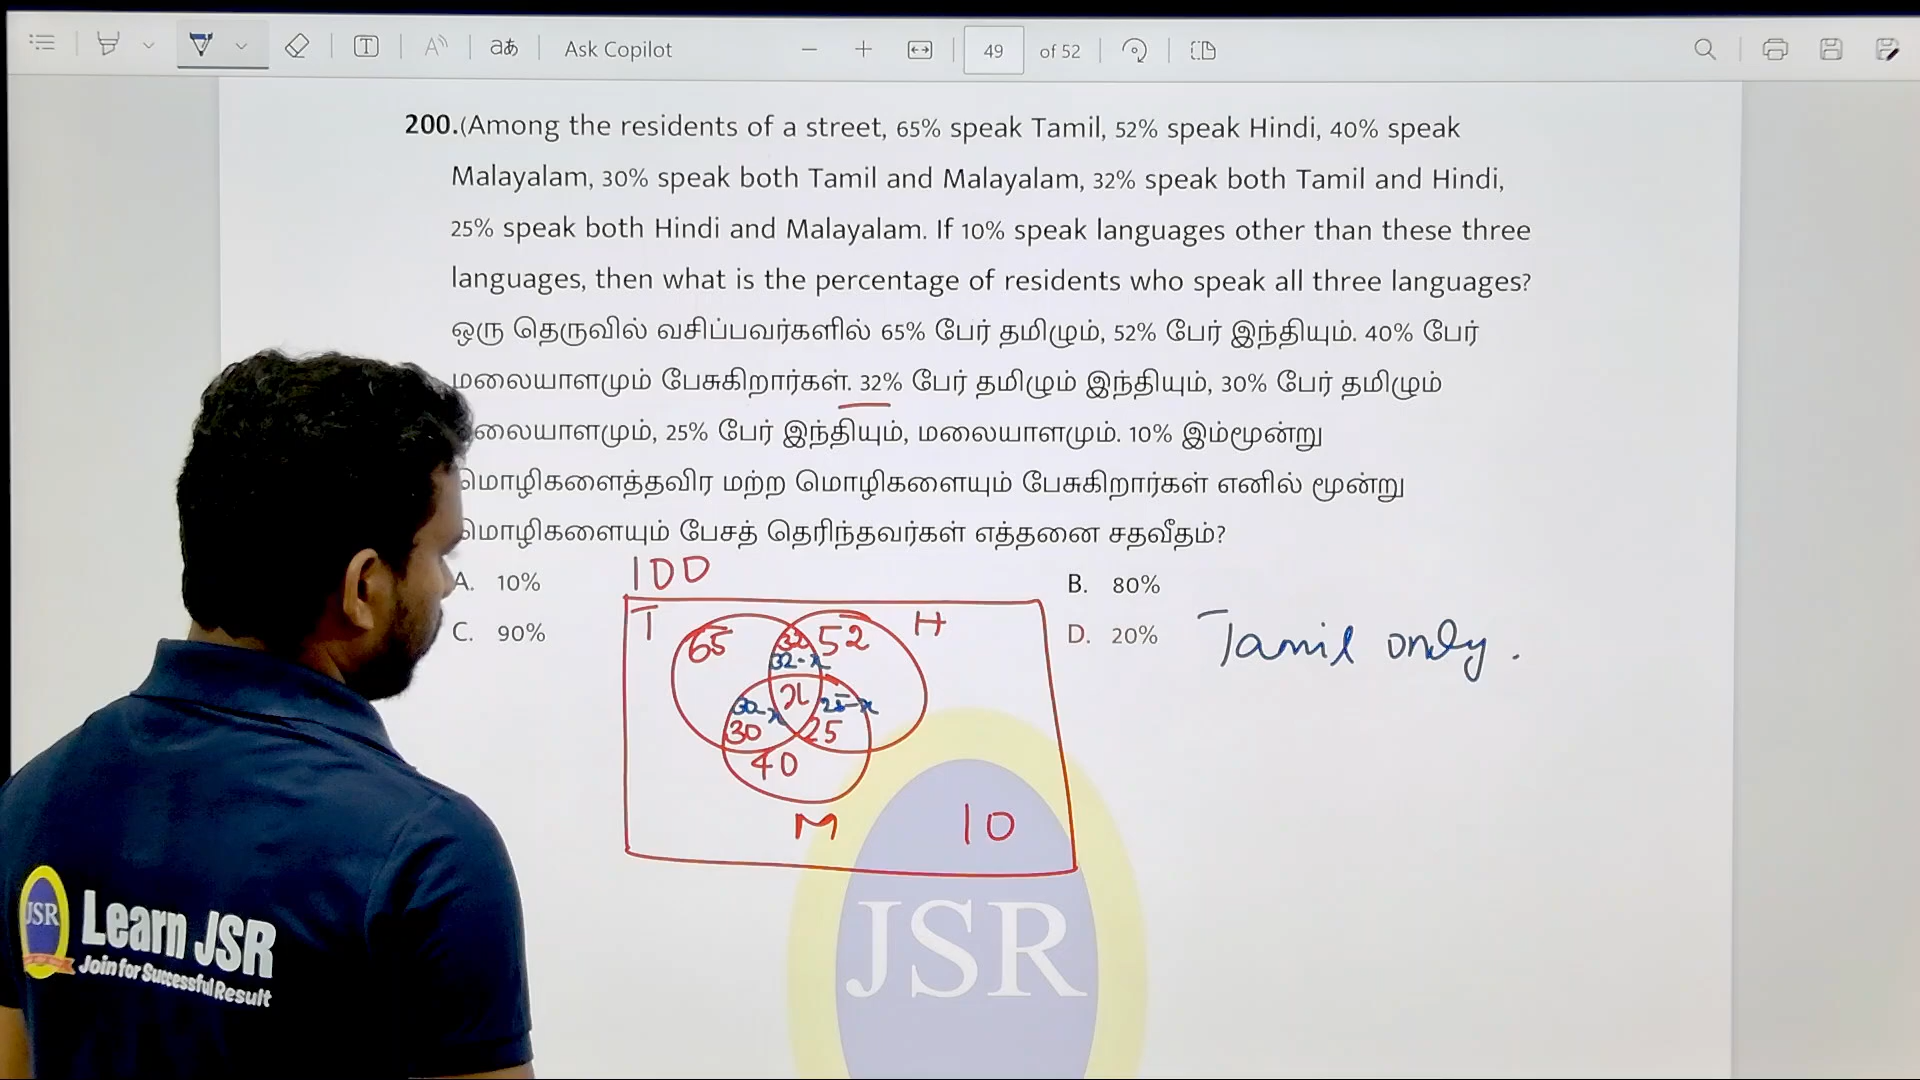 Ask Copilot
49 of 52
200.(Among the residents of a street, 65% speak Tamil, 52% speak Hindi, 40% speak
Malayalam, 30% speak both Tamil and Malayalam, 32% speak both Tamil and Hindi,
25% speak both Hindi and Malayalam. If 10% speak languages other than these three
languages, then what is the percentage of residents who speak all three languages?
ஒரு தெருவில் வசிப்பவர்களில் 65% பேர் தமிழும், 52% பேர் இந்தியும். 40% பேர்
மலையாளமும் பேசுகிறார்கள். 32% பேர் தமிழும் இந்தியும், 30% பேர் தமிழும்
மலையாளமும், 25% பேர் இந்தியும், மலையாளமும். 10% இம்மூன்று
மொழிகளைத்தவிர மற்ற மொழிகளையும் பேசுகிறார்கள் எனில் மூன்று
மொழிகளையும் பேசத் தெரிந்தவர்கள் எத்தனை சதவீதம்?
A. 10%
B. 80%
C. 90%
D. 20%
100
T
H
65
32
52
32-x
x
30-x
25-x
30
25
40
M
10
Tamil only.
JSR
JSR
Learn JSR
Join for Successful Result